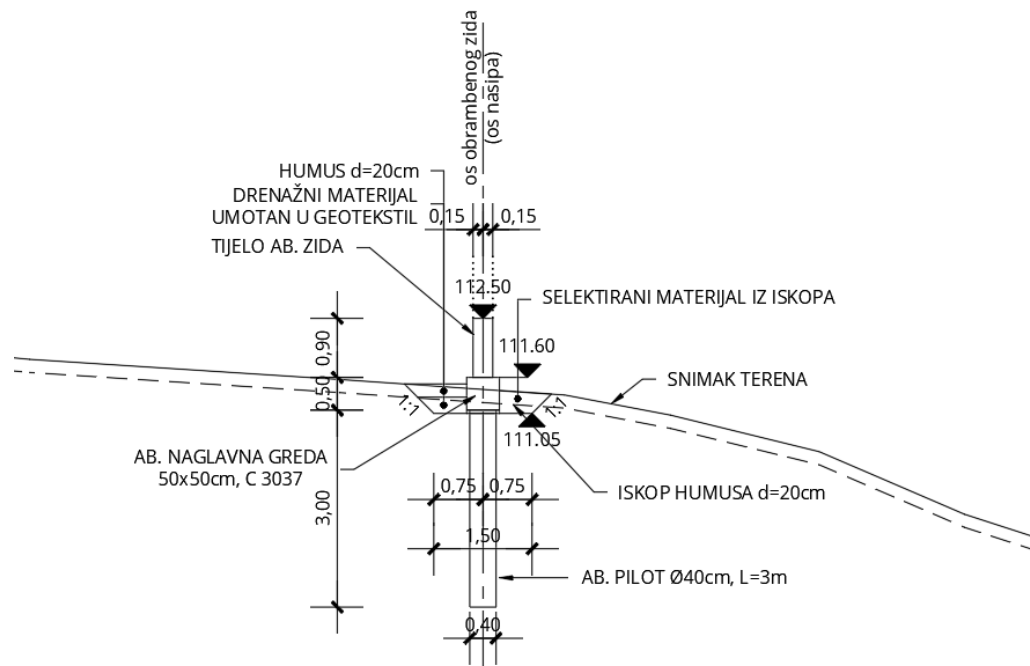 os obrambenog zida
(os nasipa)
HUMUS d=20cm
DRENAŽNI MATERIJAL
UMOTAN U GEOTEKSTIL
0,15
0,15
TIJELO AB. ZIDA
112.50
SELEKTIRANI MATERIJAL IZ ISKOPA
0,90
111.60
SNIMAK TERENA
0,50
1:1
1:1
111.05
AB. NAGLAVNA GREDA
50x50cm, C 3037
0,75
0,75
ISKOP HUMUSA d=20cm
3,00
1,50
AB. PILOT Ø40cm, L=3m
0,40